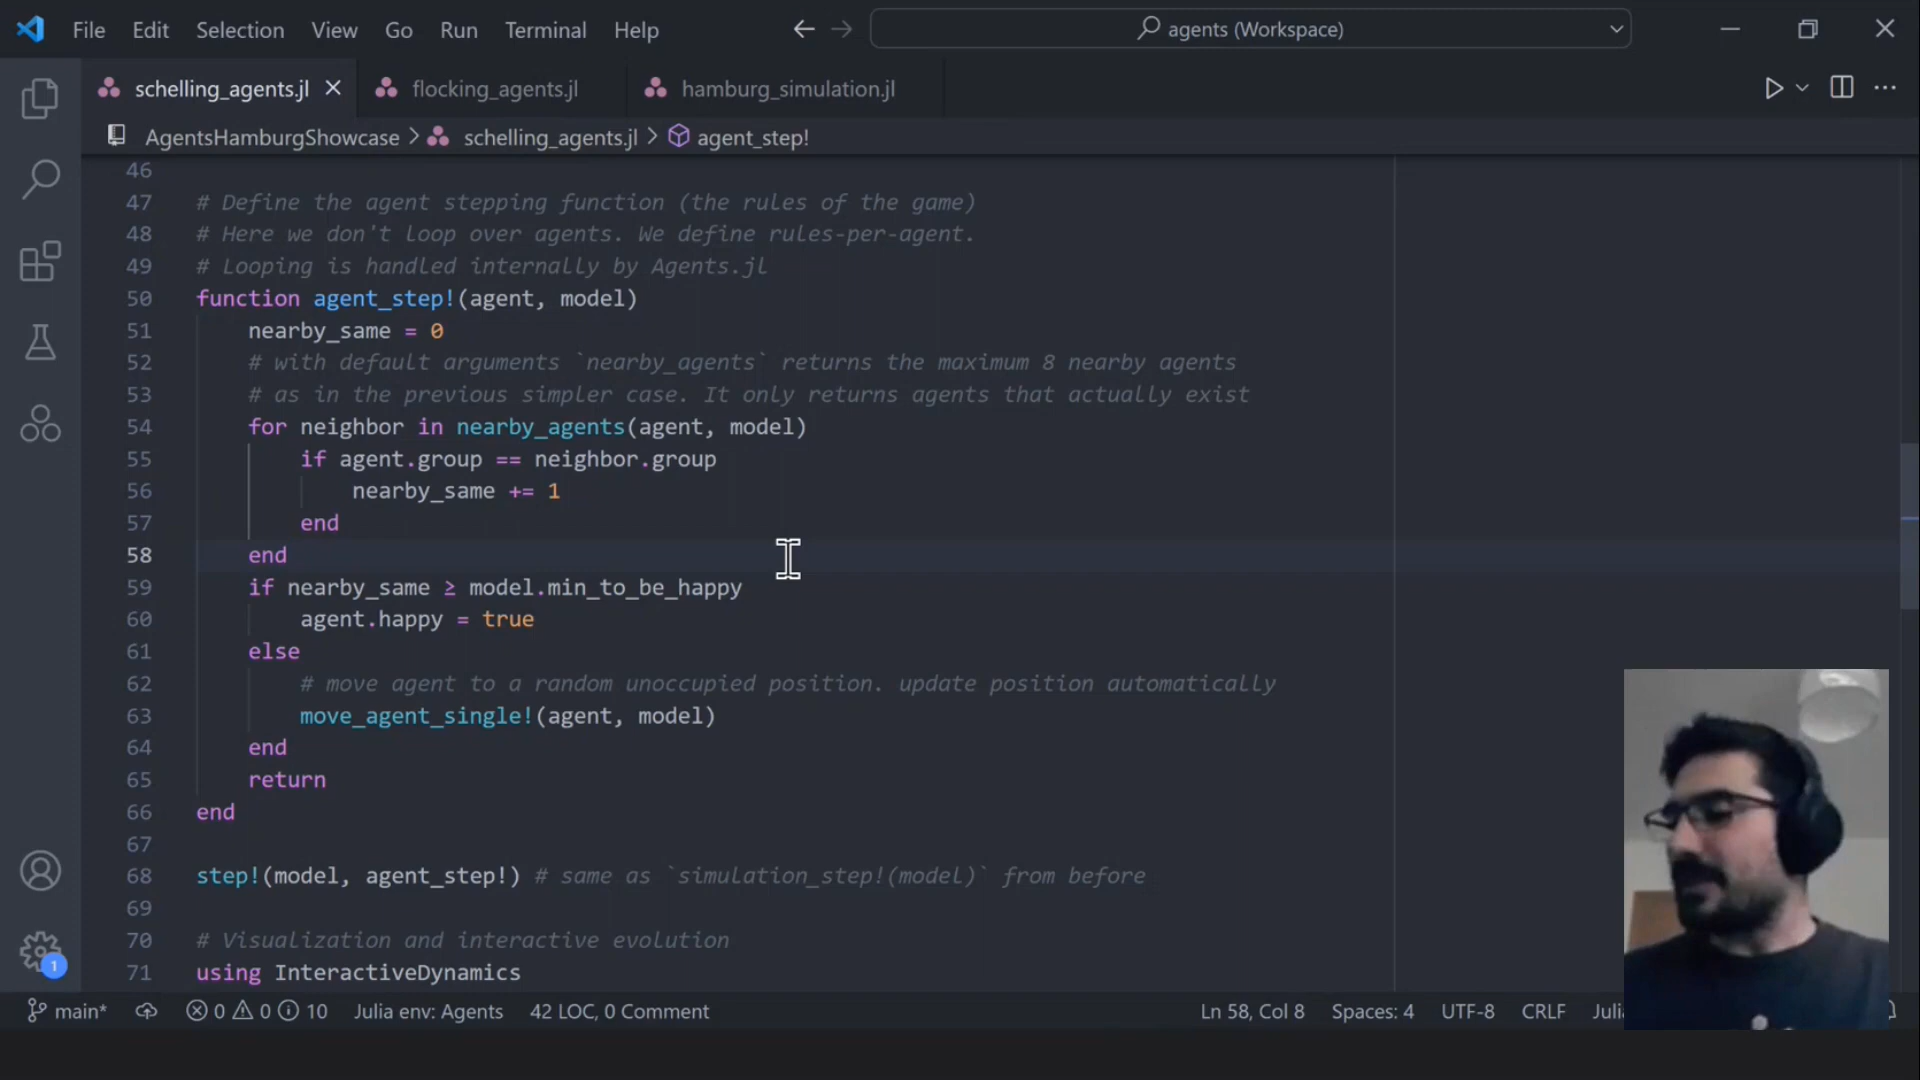 File Edit Selection View Go Run Terminal Help
agents (Workspace)
schelling_agents.jl flocking_agents.jl hamburg_simulation.jl
AgentsHamburgShowcase > schelling_agents.jl > agent_step!
46
47 # Define the agent stepping function (the rules of the game)
48 # Here we don't loop over agents. We define rules-per-agent.
49 # Looping is handled internally by Agents.jl
50 function agent_step!(agent, model)
51 nearby_same = 0
52 # with default arguments `nearby_agents` returns the maximum 8 nearby agents
53 # as in the previous simpler case. It only returns agents that actually exist
54 for neighbor in nearby_agents(agent, model)
55 if agent.group == neighbor.group
56 nearby_same += 1
57 end
58 end
59 if nearby_same ≥ model.min_to_be_happy
60 agent.happy = true
61 else
62 # move agent to a random unoccupied position. update position automatically
63 move_agent_single!(agent, model)
64 end
65 return
66 end
67
68 step!(model, agent_step!) # same as `simulation_step!(model)` from before
69
70 # Visualization and interactive evolution
71 using InteractiveDynamics
1
main* 0 0 10 Julia env: Agents 42 LOC, 0 Comment Ln 58, Col 8 Spaces: 4 UTF-8 CRLF